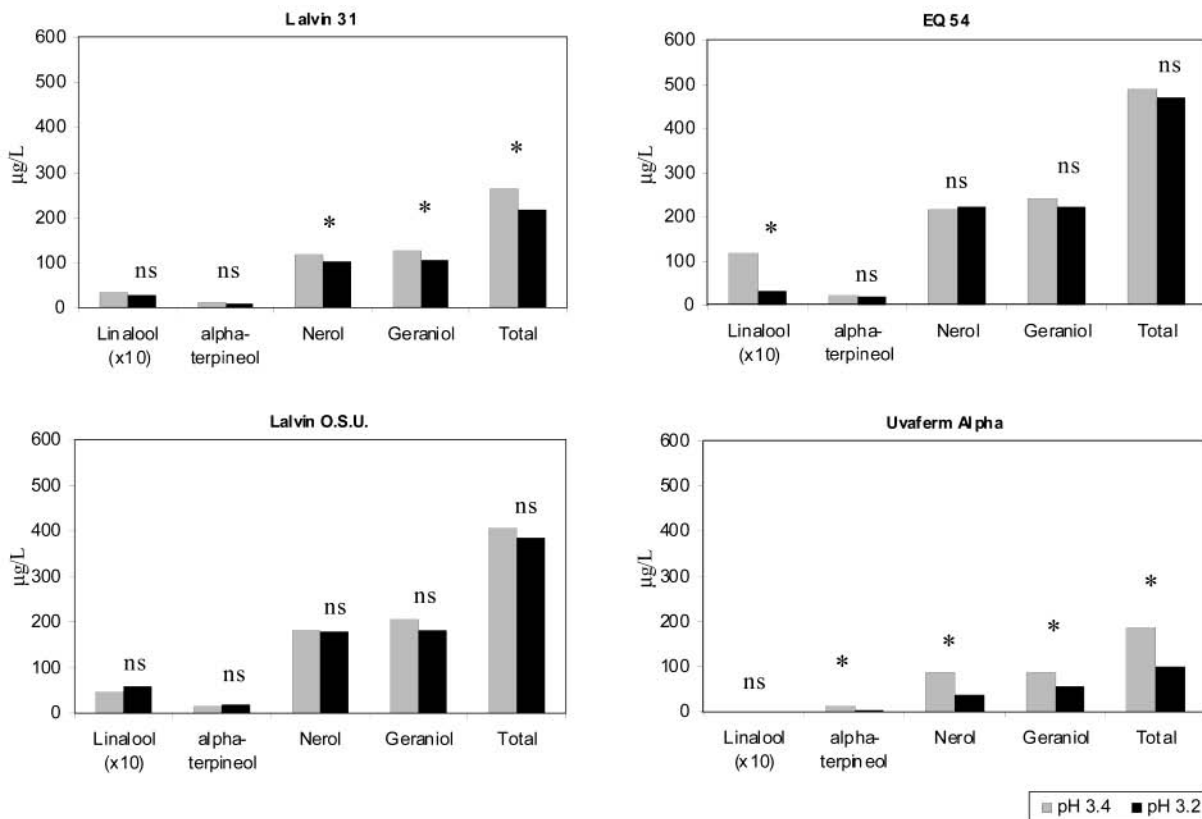 Lalvin 31
600
500
400
300
200
100
0
µg/L
ns ns * * *
Linalool alpha- Nerol Geraniol Total
(x10) terpineol
EQ 54
600
500
400
300
200
100
0
µg/L
* ns ns ns ns
Linalool alpha- Nerol Geraniol Total
(x10) terpineol
Lalvin O.S.U.
600
500
400
300
200
100
0
µg/L
ns ns ns ns ns
Linalool alpha- Nerol Geraniol Total
(x10) terpineol
Uvaferm Alpha
600
500
400
300
200
100
0
µg/L
ns * * * *
Linalool alpha- Nerol Geraniol Total
(x10) terpineol
pH 3.4 pH 3.2